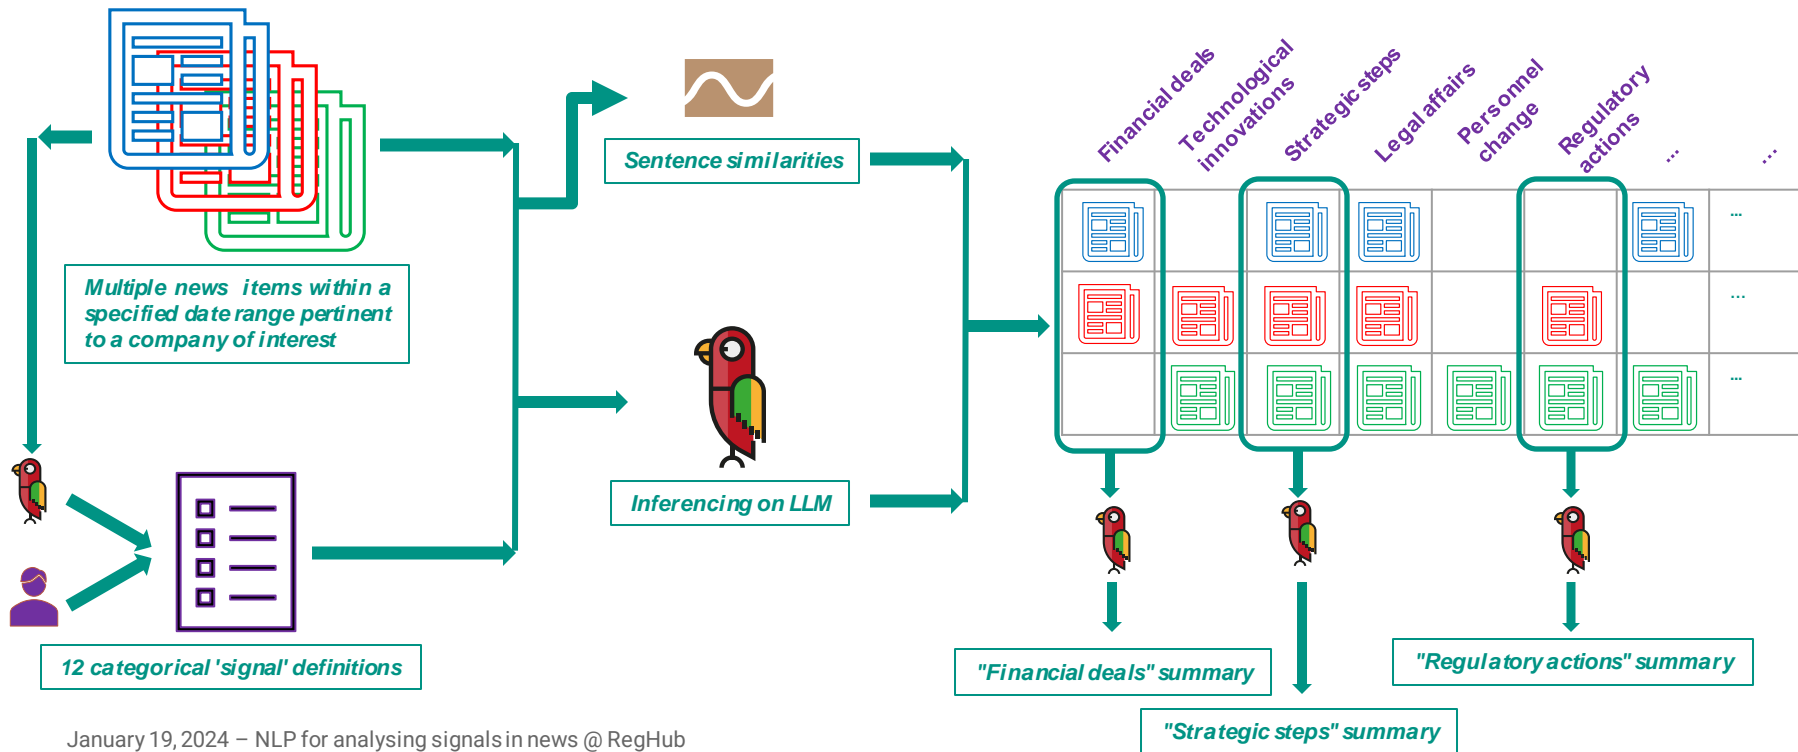 Financial deals
Technological
innovations
Strategic steps
Legal affairs
Personnel
change
Regulatory
actions
...
...
Sentence similarities
...
Multiple news items within a
specified date range pertinent
to a company of interest
...
...
Inferencing on LLM
12 categorical 'signal' definitions
"Financial deals" summary
"Regulatory actions" summary
"Strategic steps" summary
January 19, 2024 – NLP for analysing signals in news @ RegHub